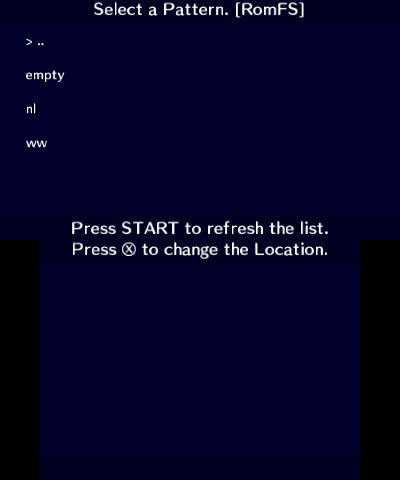 Select a Pattern. [RomFS]
> ..
empty
nl
ww
Press START to refresh the list.
Press Ⓧ to change the Location.